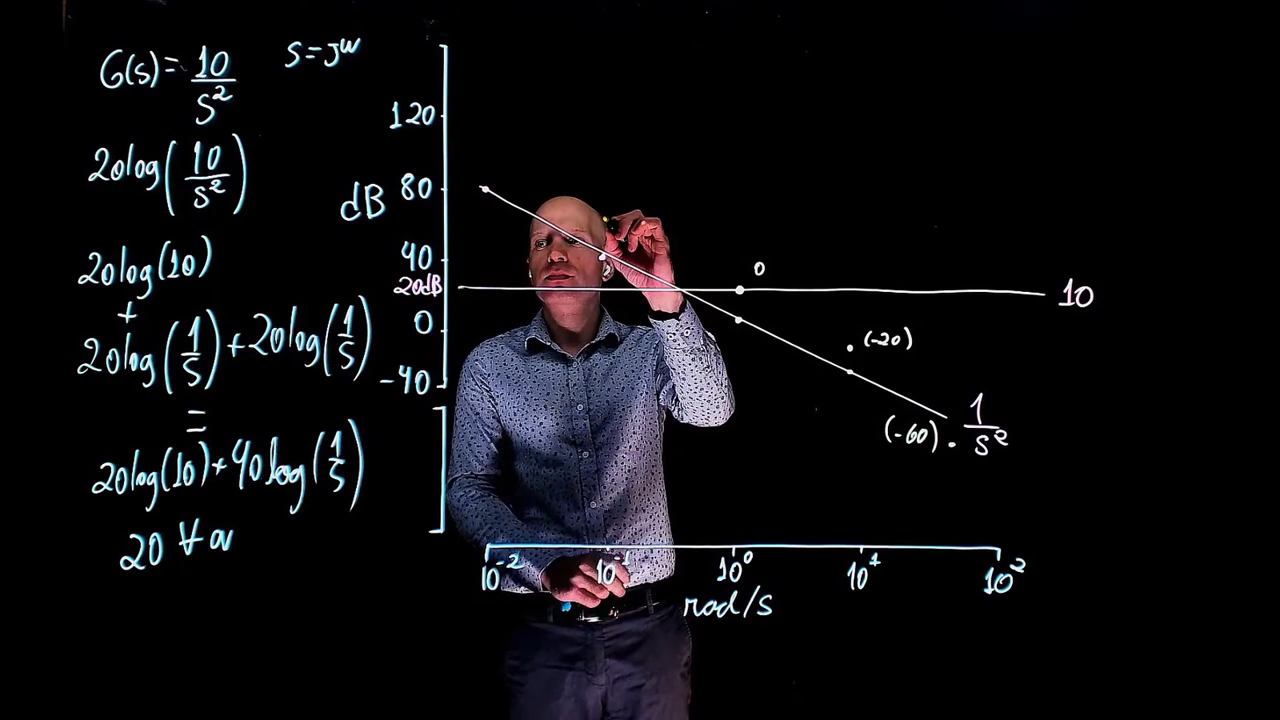 G(s)= 10/s²
s=jω
20log(10/s²)
20log(10)
+
20log(1/s)+20log(1/s)
=
20log(10)+40log(1/s)
20 ∀ ω
dB
120
80
40
20dB
0
-40
0
10
(-20)
(-60)
1/s²
10⁻² 10⁻¹ 10⁰ 10¹ 10²
rad/s